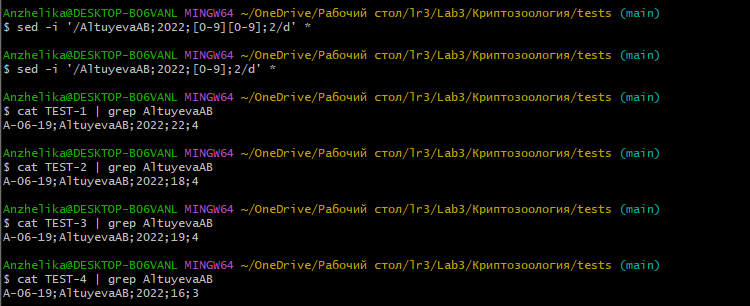 Anzhelika@DESKTOP-BO6VANL MINGW64 ~/OneDrive/Рабочий стол/lr3/Lab3/Криптозоология/tests (main)
$ sed -i '/AltuyevaAB;2022;[0-9][0-9];2/d' *
Anzhelika@DESKTOP-BO6VANL MINGW64 ~/OneDrive/Рабочий стол/lr3/Lab3/Криптозоология/tests (main)
$ sed -i '/AltuyevaAB;2022;[0-9];2/d' *
Anzhelika@DESKTOP-BO6VANL MINGW64 ~/OneDrive/Рабочий стол/lr3/Lab3/Криптозоология/tests (main)
$ cat TEST-1 | grep AltuyevaAB
A-06-19;AltuyevaAB;2022;22;4
Anzhelika@DESKTOP-BO6VANL MINGW64 ~/OneDrive/Рабочий стол/lr3/Lab3/Криптозоология/tests (main)
$ cat TEST-2 | grep AltuyevaAB
A-06-19;AltuyevaAB;2022;18;4
Anzhelika@DESKTOP-BO6VANL MINGW64 ~/OneDrive/Рабочий стол/lr3/Lab3/Криптозоология/tests (main)
$ cat TEST-3 | grep AltuyevaAB
A-06-19;AltuyevaAB;2022;19;4
Anzhelika@DESKTOP-BO6VANL MINGW64 ~/OneDrive/Рабочий стол/lr3/Lab3/Криптозоология/tests (main)
$ cat TEST-4 | grep AltuyevaAB
A-06-19;AltuyevaAB;2022;16;3